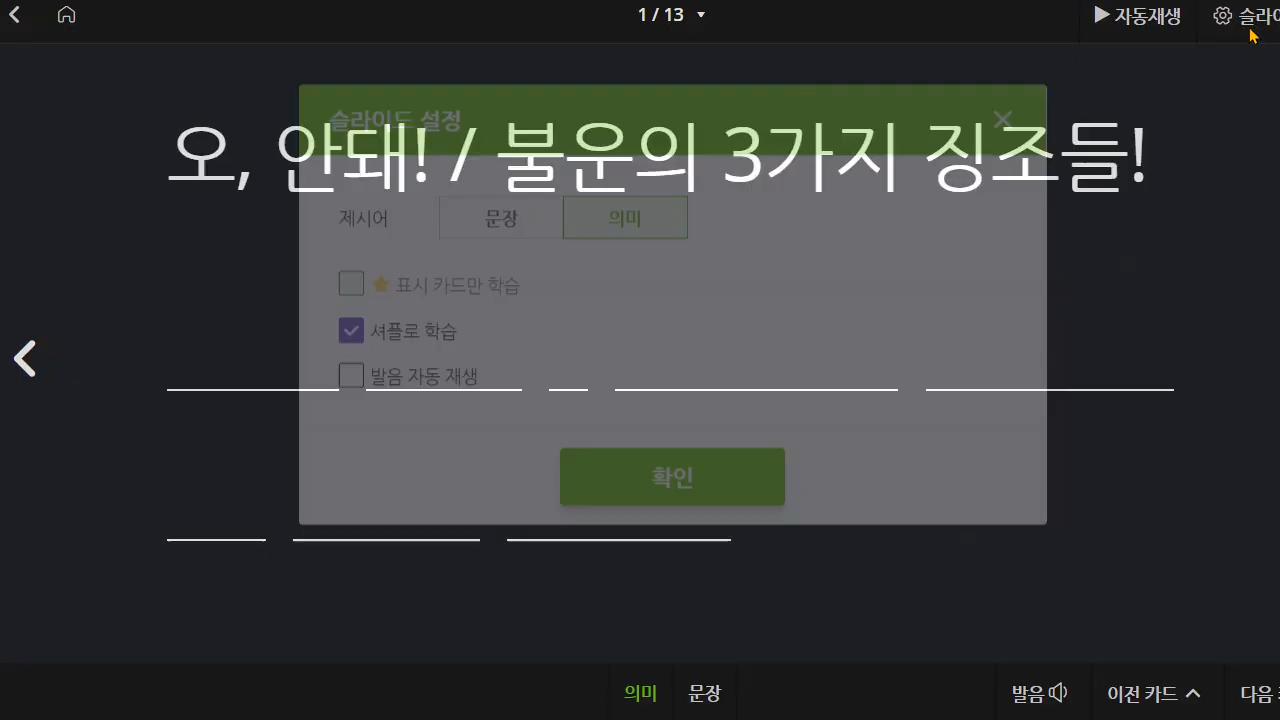 1 / 13
자동재생
슬라이
슬라이드 설정
오, 안돼! / 불운의 3가지 징조들!
제시어 문장 의미
표시 카드만 학습
셔플로 학습
발음 자동 재생
확인
의미 문장 발음 이전 카드 다음